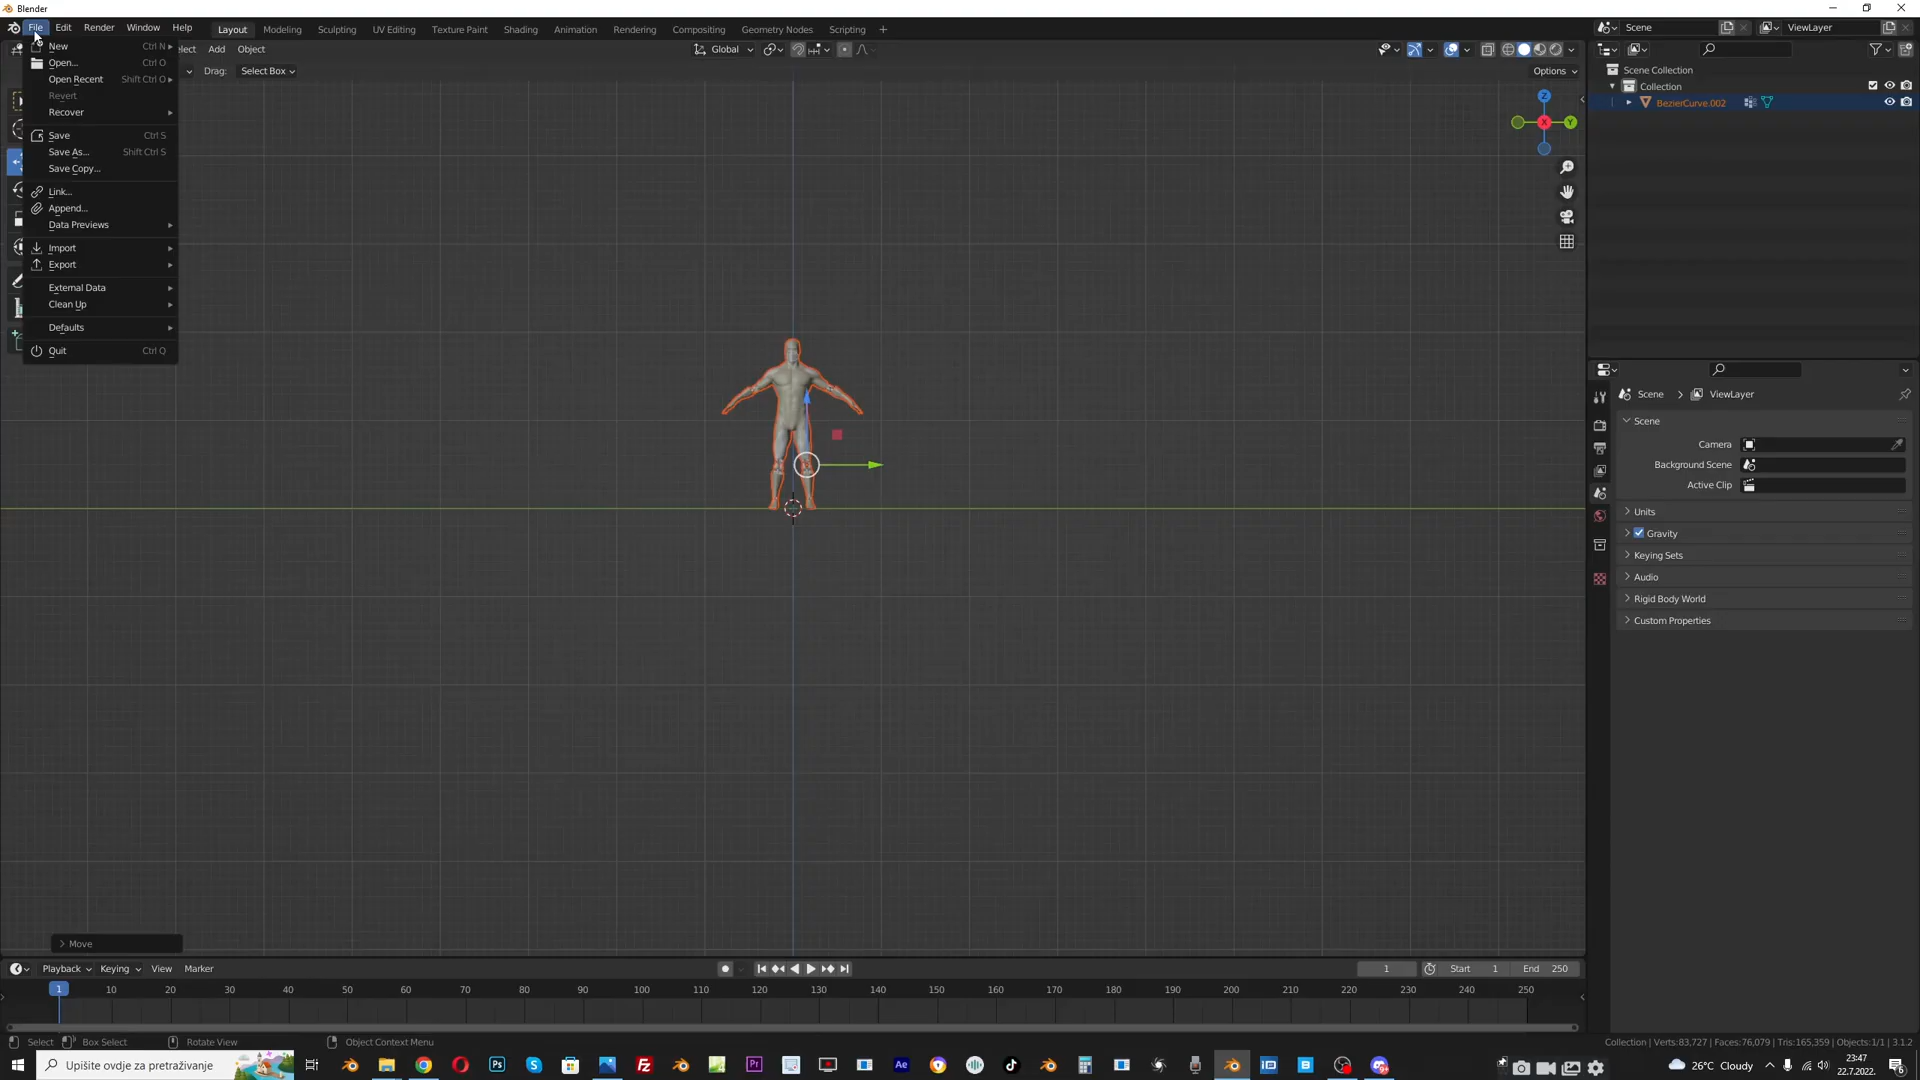 Blender
File Edit Render Window Help Layout Modeling Sculpting UV Editing Texture Paint Shading Animation Rendering Compositing Geometry Nodes Scripting + Scene ViewLayer
elect Add Object Global
Drag: Select Box Options
New Ctrl N
Open... Ctrl O
Open Recent Shift Ctrl O
Revert
Recover
Save Ctrl S
Save As... Shift Ctrl S
Save Copy...
Link...
Append...
Data Previews
Import
Export
External Data
Clean Up
Defaults
Quit Ctrl Q
Z
X
Y
Scene Collection
Collection
BezierCurve.002
Scene > ViewLayer
Scene
Camera
Background Scene
Active Clip
Units
Gravity
Keying Sets
Audio
Rigid Body World
Custom Properties
Move
Playback Keying View Marker 1 Start 1 End 250
1 10 20 30 40 50 60 70 80 90 100 110 120 130 140 150 160 170 180 190 200 210 220 230 240 250
Select Box Select Rotate View Object Context Menu Collection | Verts:83,727 | Faces:76,079 | Tris:165,359 | Objects:1/1 | 3.1.2
Upišite ovdje za pretraživanje
Ps
S
FZ
Pr
Ae
26°C Cloudy
23:47
22.7.2022.